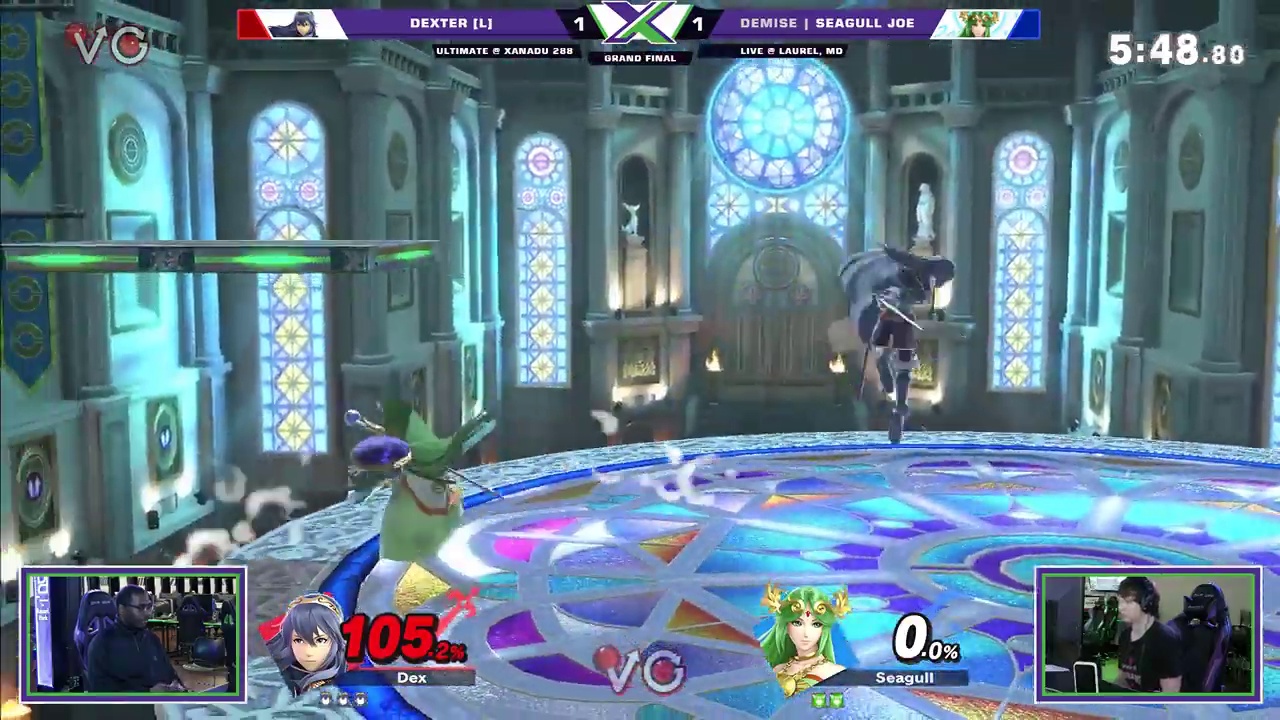 DEXTER [L]
1
1
DEMISE | SEAGULL JOE
ULTIMATE @ XANADU 288
GRAND FINAL
LIVE @ LAUREL, MD
5:48.80
VG
105.2%
Dex
VG
0.0%
Seagull